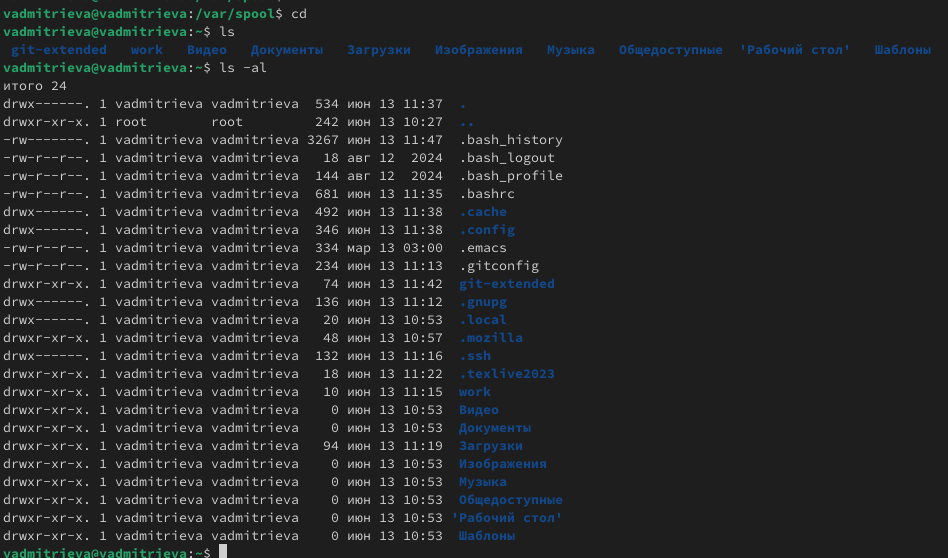 vadmitrieva@vadmitrieva:/var/spool$ cd
vadmitrieva@vadmitrieva:~$ ls
git-extended work Видео Документы Загрузки Изображения Музыка Общедоступные 'Рабочий стол' Шаблоны
vadmitrieva@vadmitrieva:~$ ls -al
итого 24
drwx------. 1 vadmitrieva vadmitrieva 534 июн 13 11:37 .
drwxr-xr-x. 1 root root 242 июн 13 10:27 ..
-rw-------. 1 vadmitrieva vadmitrieva 3267 июн 13 11:47 .bash_history
-rw-r--r--. 1 vadmitrieva vadmitrieva 18 авг 12 2024 .bash_logout
-rw-r--r--. 1 vadmitrieva vadmitrieva 144 авг 12 2024 .bash_profile
-rw-r--r--. 1 vadmitrieva vadmitrieva 681 июн 13 11:35 .bashrc
drwx------. 1 vadmitrieva vadmitrieva 492 июн 13 11:38 .cache
drwx------. 1 vadmitrieva vadmitrieva 346 июн 13 11:38 .config
-rw-r--r--. 1 vadmitrieva vadmitrieva 334 мар 13 03:00 .emacs
-rw-r--r--. 1 vadmitrieva vadmitrieva 234 июн 13 11:13 .gitconfig
drwxr-xr-x. 1 vadmitrieva vadmitrieva 74 июн 13 11:42 git-extended
drwx------. 1 vadmitrieva vadmitrieva 136 июн 13 11:12 .gnupg
drwx------. 1 vadmitrieva vadmitrieva 20 июн 13 10:53 .local
drwxr-xr-x. 1 vadmitrieva vadmitrieva 48 июн 13 10:57 .mozilla
drwx------. 1 vadmitrieva vadmitrieva 132 июн 13 11:16 .ssh
drwxr-xr-x. 1 vadmitrieva vadmitrieva 18 июн 13 11:22 .texlive2023
drwxr-xr-x. 1 vadmitrieva vadmitrieva 10 июн 13 11:15 work
drwxr-xr-x. 1 vadmitrieva vadmitrieva 0 июн 13 10:53 Видео
drwxr-xr-x. 1 vadmitrieva vadmitrieva 0 июн 13 10:53 Документы
drwxr-xr-x. 1 vadmitrieva vadmitrieva 94 июн 13 11:19 Загрузки
drwxr-xr-x. 1 vadmitrieva vadmitrieva 0 июн 13 10:53 Изображения
drwxr-xr-x. 1 vadmitrieva vadmitrieva 0 июн 13 10:53 Музыка
drwxr-xr-x. 1 vadmitrieva vadmitrieva 0 июн 13 10:53 Общедоступные
drwxr-xr-x. 1 vadmitrieva vadmitrieva 0 июн 13 10:53 'Рабочий стол'
drwxr-xr-x. 1 vadmitrieva vadmitrieva 0 июн 13 10:53 Шаблоны
vadmitrieva@vadmitrieva:~$